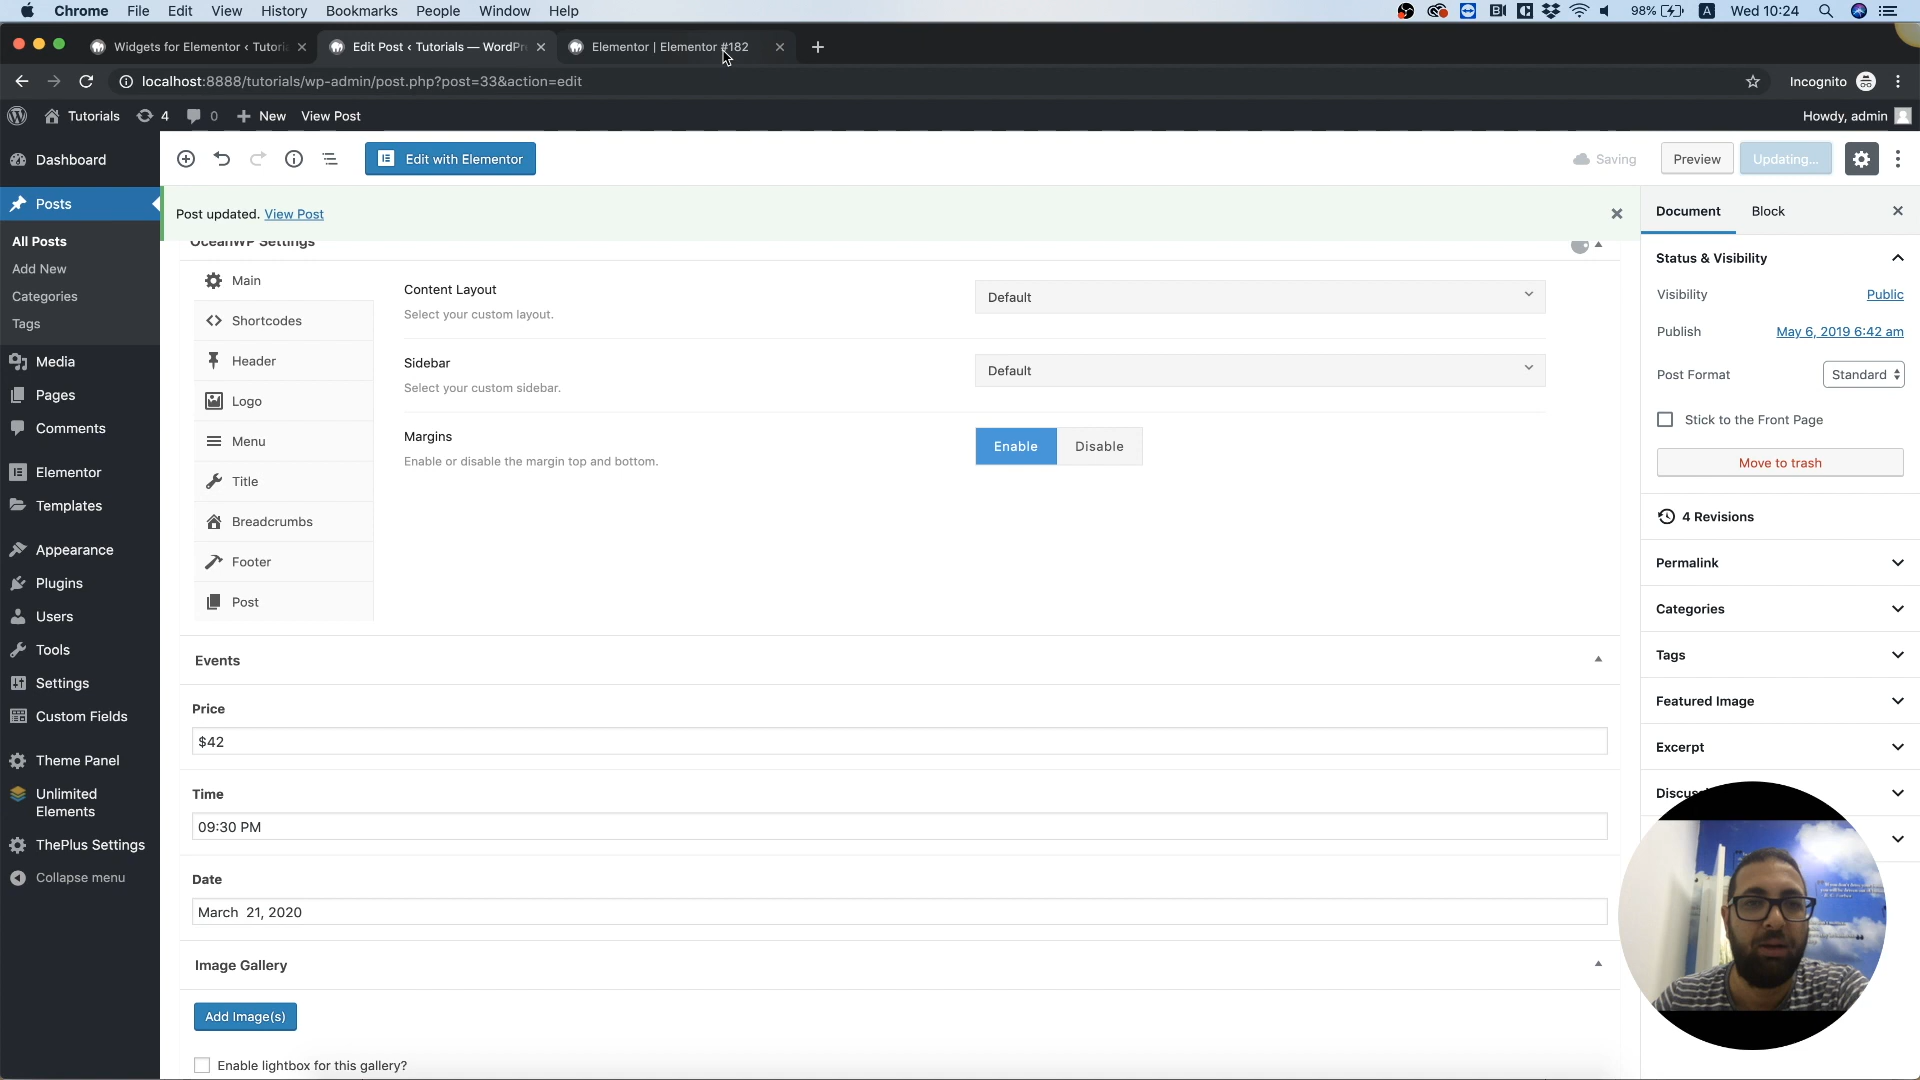 Chrome File Edit View History Bookmarks People Window Help 98% A Wed 10:24
Widgets for Elementor ‹ Tutoria Edit Post ‹ Tutorials — WordPr Elementor | Elementor #182
localhost:8888/tutorials/wp-admin/post.php?post=33&action=edit Incognito
Tutorials 4 0 New View Post Howdy, admin
Dashboard
Posts
All Posts
Add New
Categories
Tags
Media
Pages
Comments
Elementor
Templates
Appearance
Plugins
Users
Tools
Settings
Custom Fields
Theme Panel
Unlimited
Elements
ThePlus Settings
Collapse menu
Edit with Elementor Saving Preview Updating...
Post updated. View Post
OceanWP Settings
Main
Shortcodes
Header
Logo
Menu
Title
Breadcrumbs
Footer
Post
Content Layout
Select your custom layout.
Default
Sidebar
Select your custom sidebar.
Default
Margins
Enable or disable the margin top and bottom.
Enable Disable
Events
Price
$42
Time
09:30 PM
Date
March 21, 2020
Image Gallery
Add Image(s)
Enable lightbox for this gallery?
Document Block
Status & Visibility
Visibility Public
Publish May 6, 2019 6:42 am
Post Format Standard
Stick to the Front Page
Move to trash
4 Revisions
Permalink
Categories
Tags
Featured Image
Excerpt